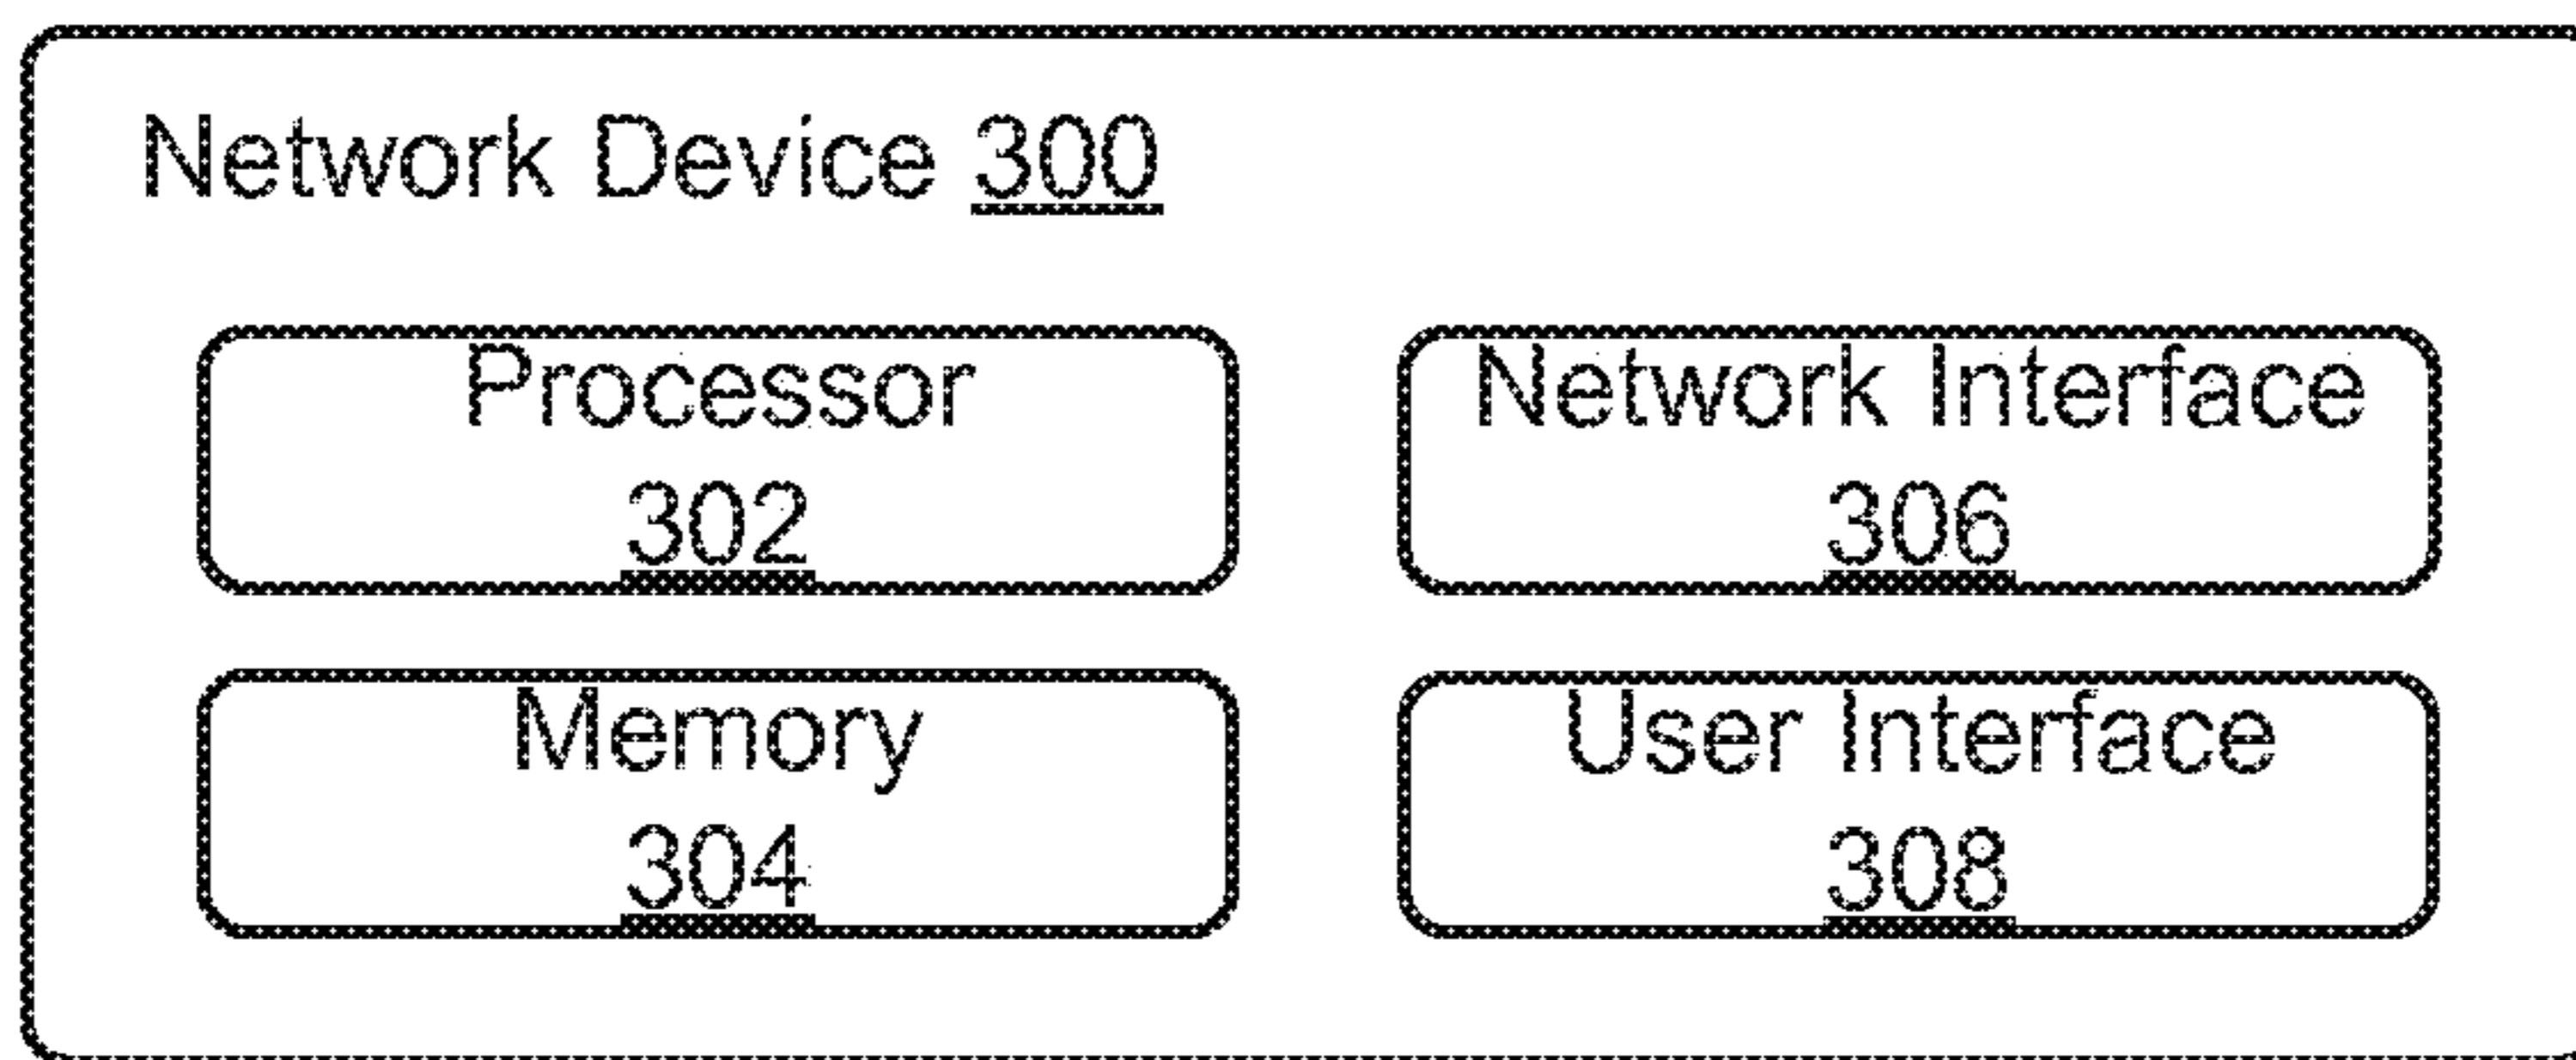 Network Device 300
Processor
302
Network Interface
306
Memory
304
User Interface
308